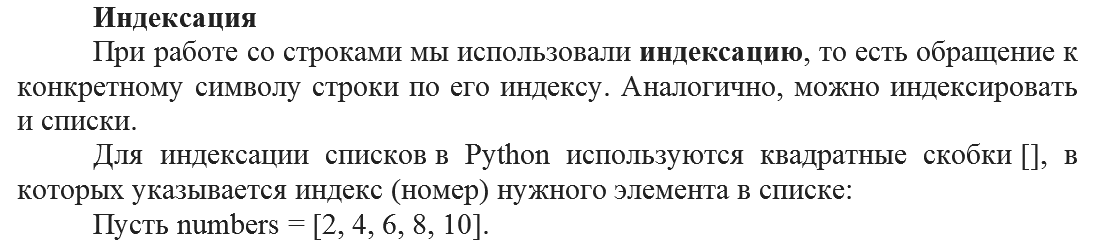 Индексация
При работе со строками мы использовали индексацию, то есть обращение к
конкретному символу строки по его индексу. Аналогично, можно индексировать
и списки.
Для индексации списков в Python используются квадратные скобки [], в
которых указывается индекс (номер) нужного элемента в списке:
Пусть numbers = [2, 4, 6, 8, 10].